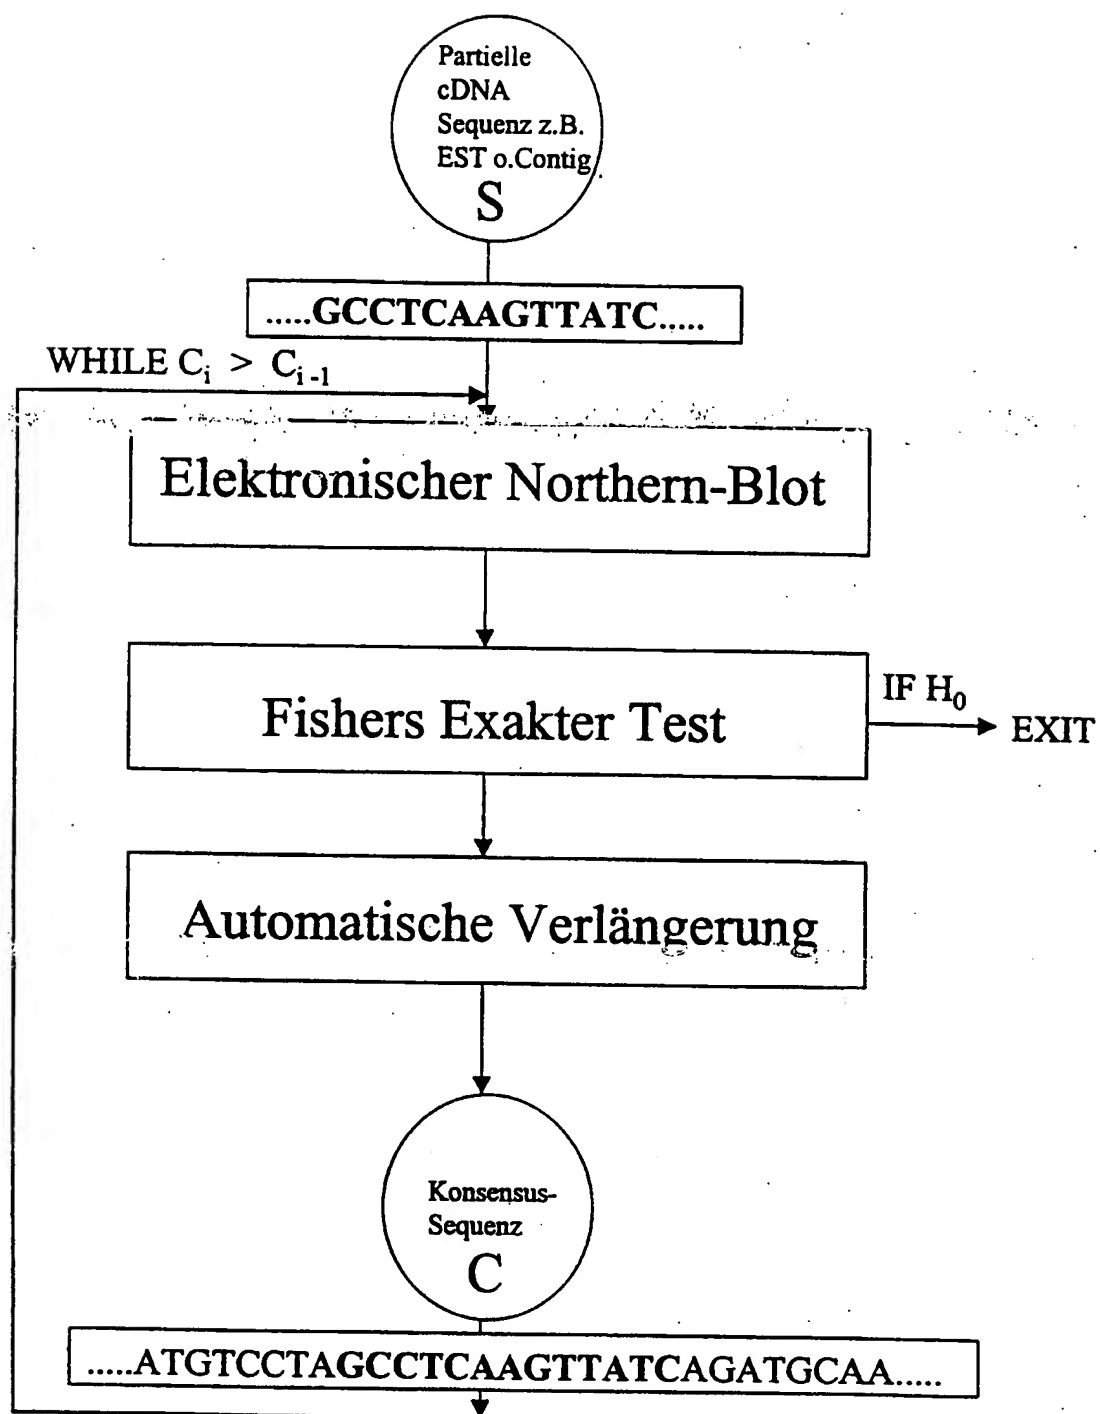 Partielle
cDNA
Sequenz z.B.
EST o.Contig
S
.....GCCTCAAGTTATC.....
WHILE Cᵢ > Cᵢ₋₁
Elektronischer Northern-Blot
Fishers Exakter Test
IF H₀
EXIT
Automatische Verlängerung
Konsensus-
Sequenz
C
.....ATGTCCTAGCCTCAAGTTATCAGATGCAA.....